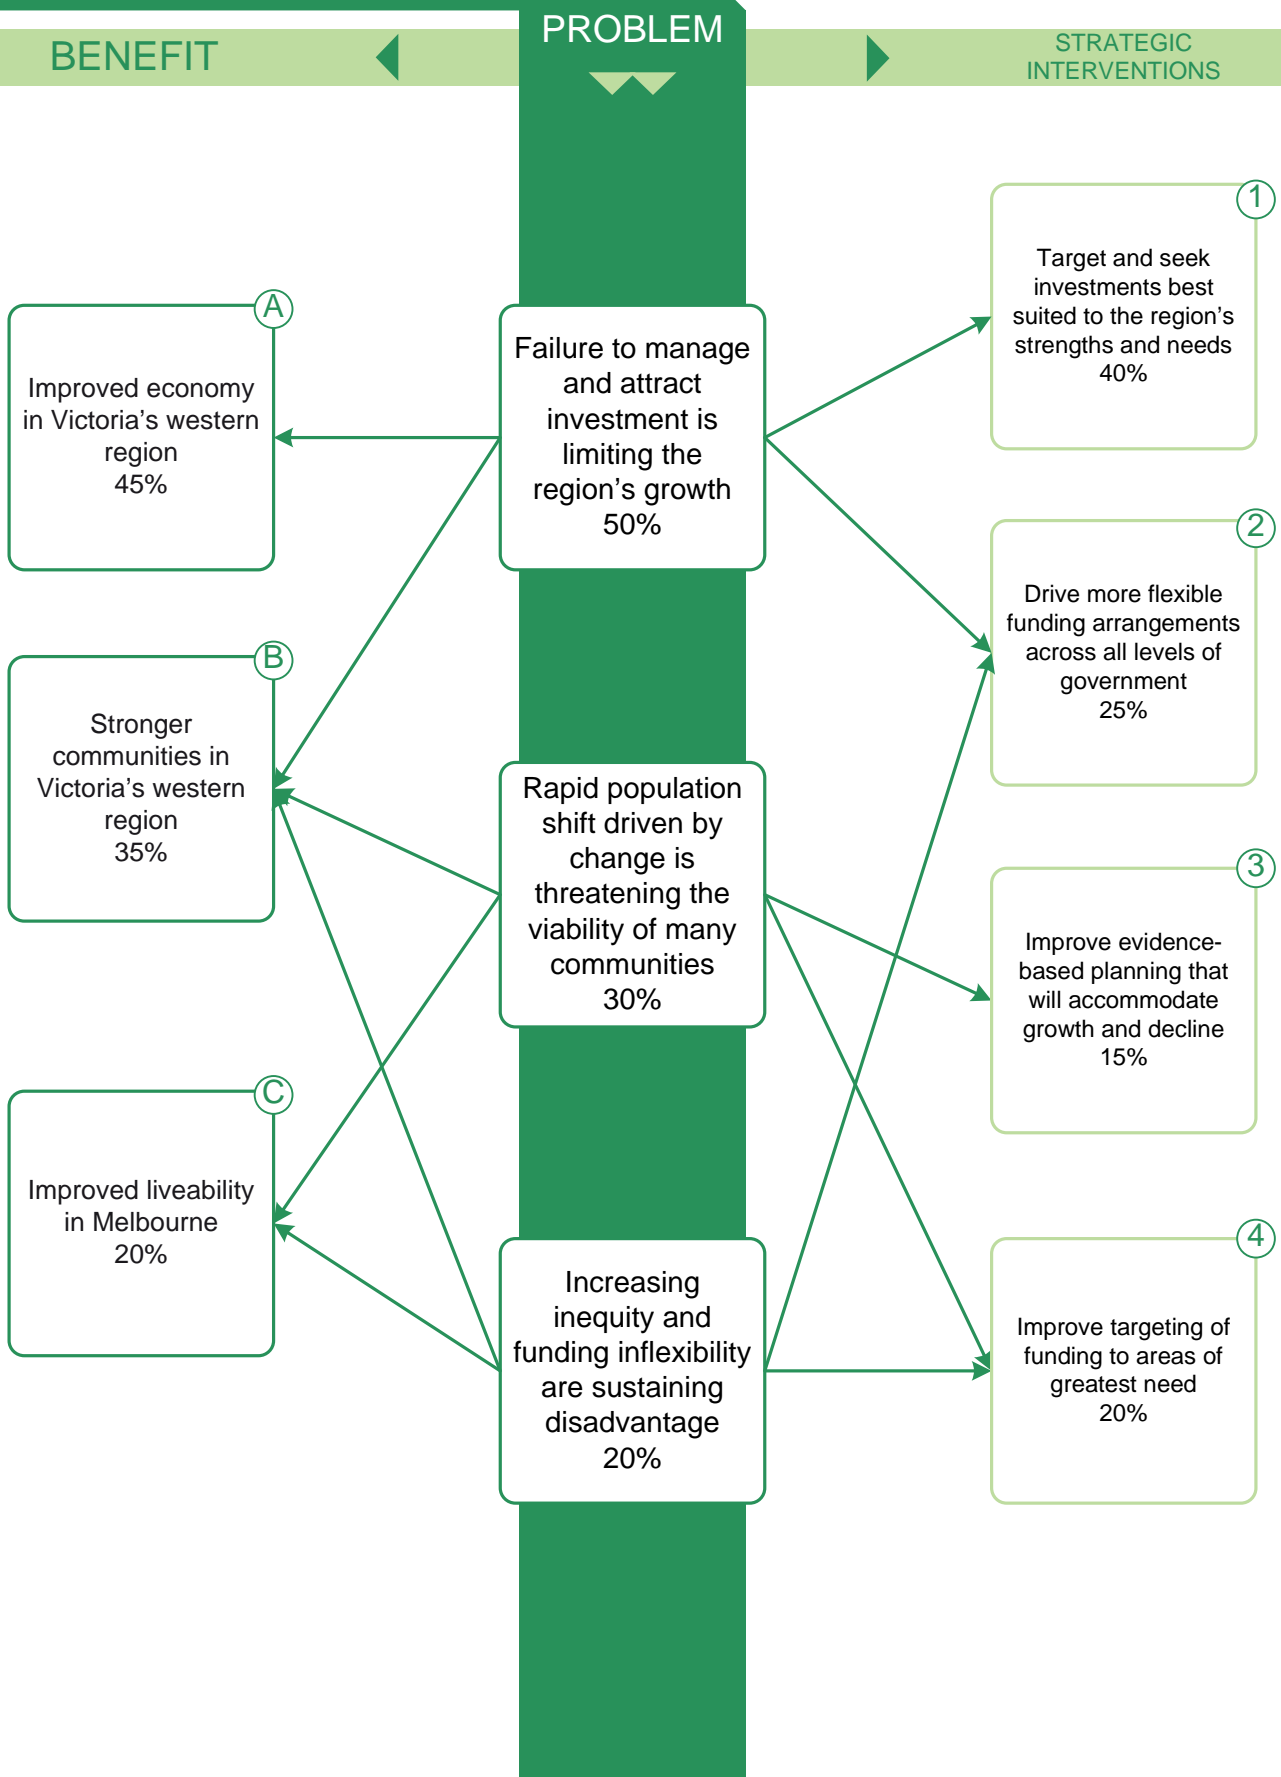 BENEFIT
PROBLEM
STRATEGIC
INTERVENTIONS
A
Improved economy
in Victoria’s western
region
45%
B
Stronger
communities in
Victoria’s western
region
35%
C
Improved liveability
in Melbourne
20%
Failure to manage
and attract
investment is
limiting the
region’s growth
50%
Rapid population
shift driven by
change is
threatening the
viability of many
communities
30%
Increasing
inequity and
funding inflexibility
are sustaining
disadvantage
20%
1
Target and seek
investments best
suited to the region’s
strengths and needs
40%
2
Drive more flexible
funding arrangements
across all levels of
government
25%
3
Improve evidence-
based planning that
will accommodate
growth and decline
15%
4
Improve targeting of
funding to areas of
greatest need
20%